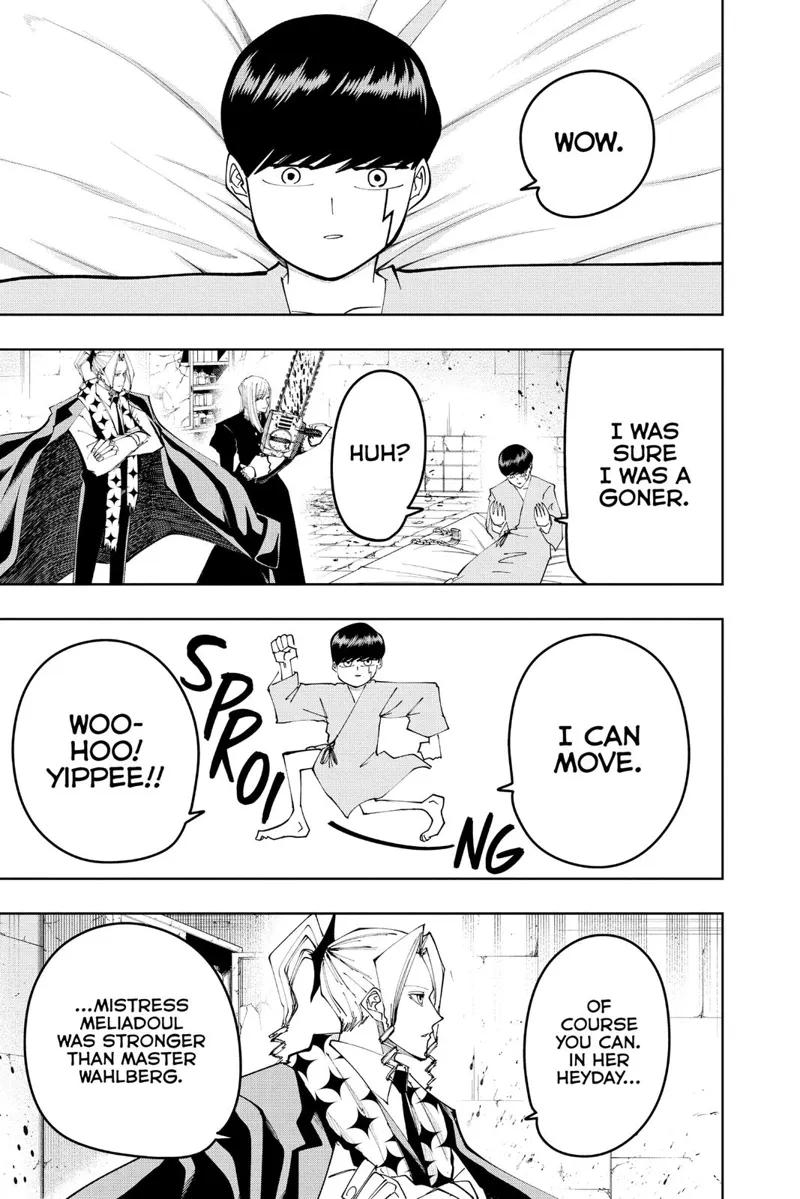 WOW.
I WAS
SURE
I WAS A
GONER.
HUH?
I CAN
MOVE.
SPROI
NG
WOO-
HOO!
YIPPEE!!
OF
COURSE
YOU CAN.
IN HER
HEYDAY...
...MISTRESS
MELIADOUL
WAS STRONGER
THAN MASTER
WAHLBERG.